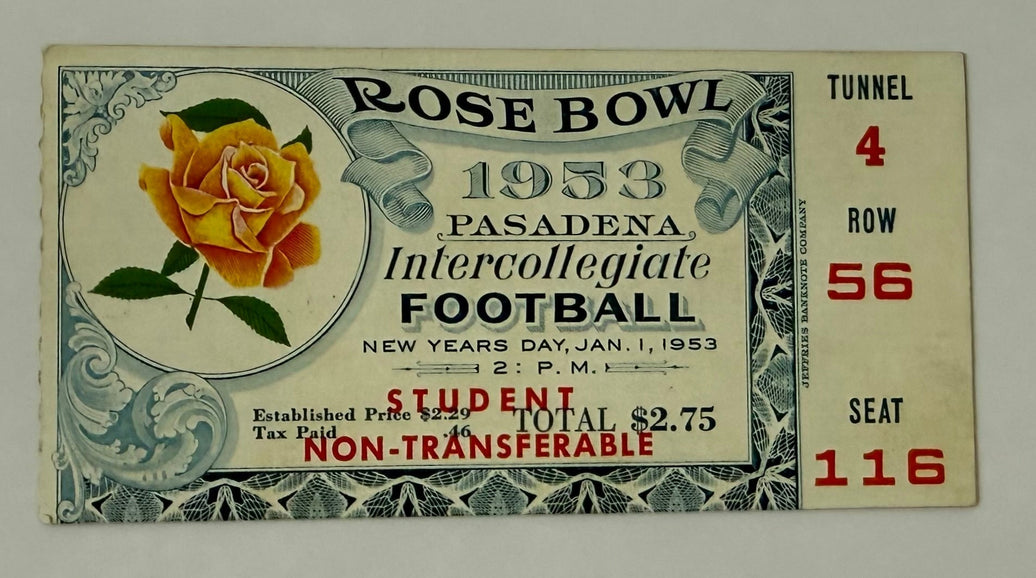 ROSE BOWL
1953
PASADENA
Intercollegiate
FOOTBALL
NEW YEARS DAY, JAN. 1, 1953
2: P. M.
STUDENT
Established Price $2.29 TOTAL $2.75
Tax Paid .46
NON-TRANSFERABLE
JEFFRIES BANKNOTE COMPANY
TUNNEL
4
ROW
56
SEAT
116